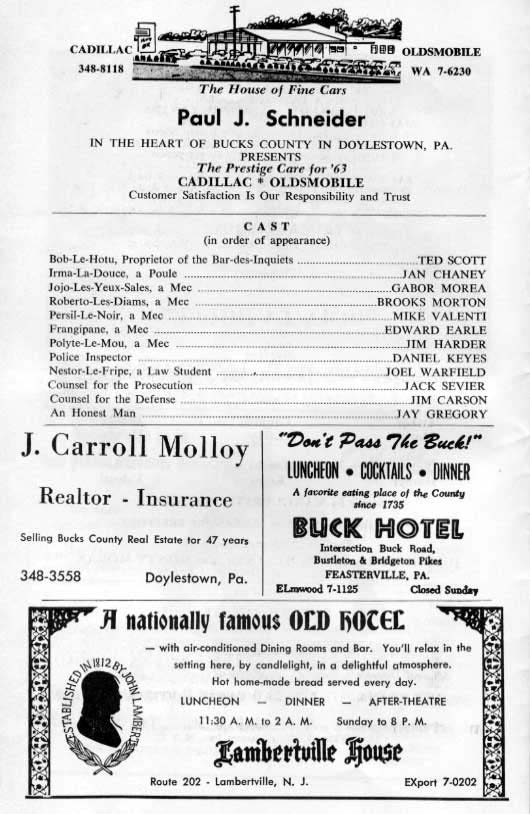 CADILLAC
348-8118
OLDSMOBILE
WA 7-6230
The House of Fine Cars
Paul J. Schneider
IN THE HEART OF BUCKS COUNTY IN DOYLESTOWN, PA.
PRESENTS
The Prestige Care for '63
CADILLAC * OLDSMOBILE
Customer Satisfaction Is Our Responsibility and Trust
CAST
(in order of appearance)
Bob-Le-Hotu, Proprietor of the Bar-des-Inquiets ........ TED SCOTT
Irma-La-Douce, a Poule ........ JAN CHANEY
Jojo-Les-Yeux-Sales, a Mec ........ GABOR MOREA
Roberto-Les-Diams, a Mec ........ BROOKS MORTON
Persil-Le-Noir, a Mec ........ MIKE VALENTI
Frangipane, a Mec ........ EDWARD EARLE
Polyte-Le-Mou, a Mec ........ JIM HARDER
Police Inspector ........ DANIEL KEYES
Nestor-Le-Fripe, a Law Student ........ JOEL WARFIELD
Counsel for the Prosecution ........ JACK SEVIER
Counsel for the Defense ........ JIM CARSON
An Honest Man ........ JAY GREGORY
J. Carroll Molloy
Realtor - Insurance
Selling Bucks County Real Estate tor 47 years
348-3558 Doylestown, Pa.
"Don't Pass The Buck!"
LUNCHEON • COCKTAILS • DINNER
A favorite eating place of the County
since 1735
BUCK HOTEL
Intersection Buck Road,
Bustleton & Bridgeton Pikes
FEASTERVILLE, PA.
ELmwood 7-1125 Closed Sunday
A nationally famous OLD HOTEL
— with air-conditioned Dining Rooms and Bar. You'll relax in the
setting here, by candlelight, in a delightful atmosphere.
Hot home-made bread served every day.
LUNCHEON — DINNER — AFTER-THEATRE
11:30 A. M. to 2 A. M. Sunday to 8 P. M.
Lambertville House
Route 202 - Lambertville, N. J. EXport 7-0202
ESTABLISHED IN 1812 BY JOHN LAMBERT